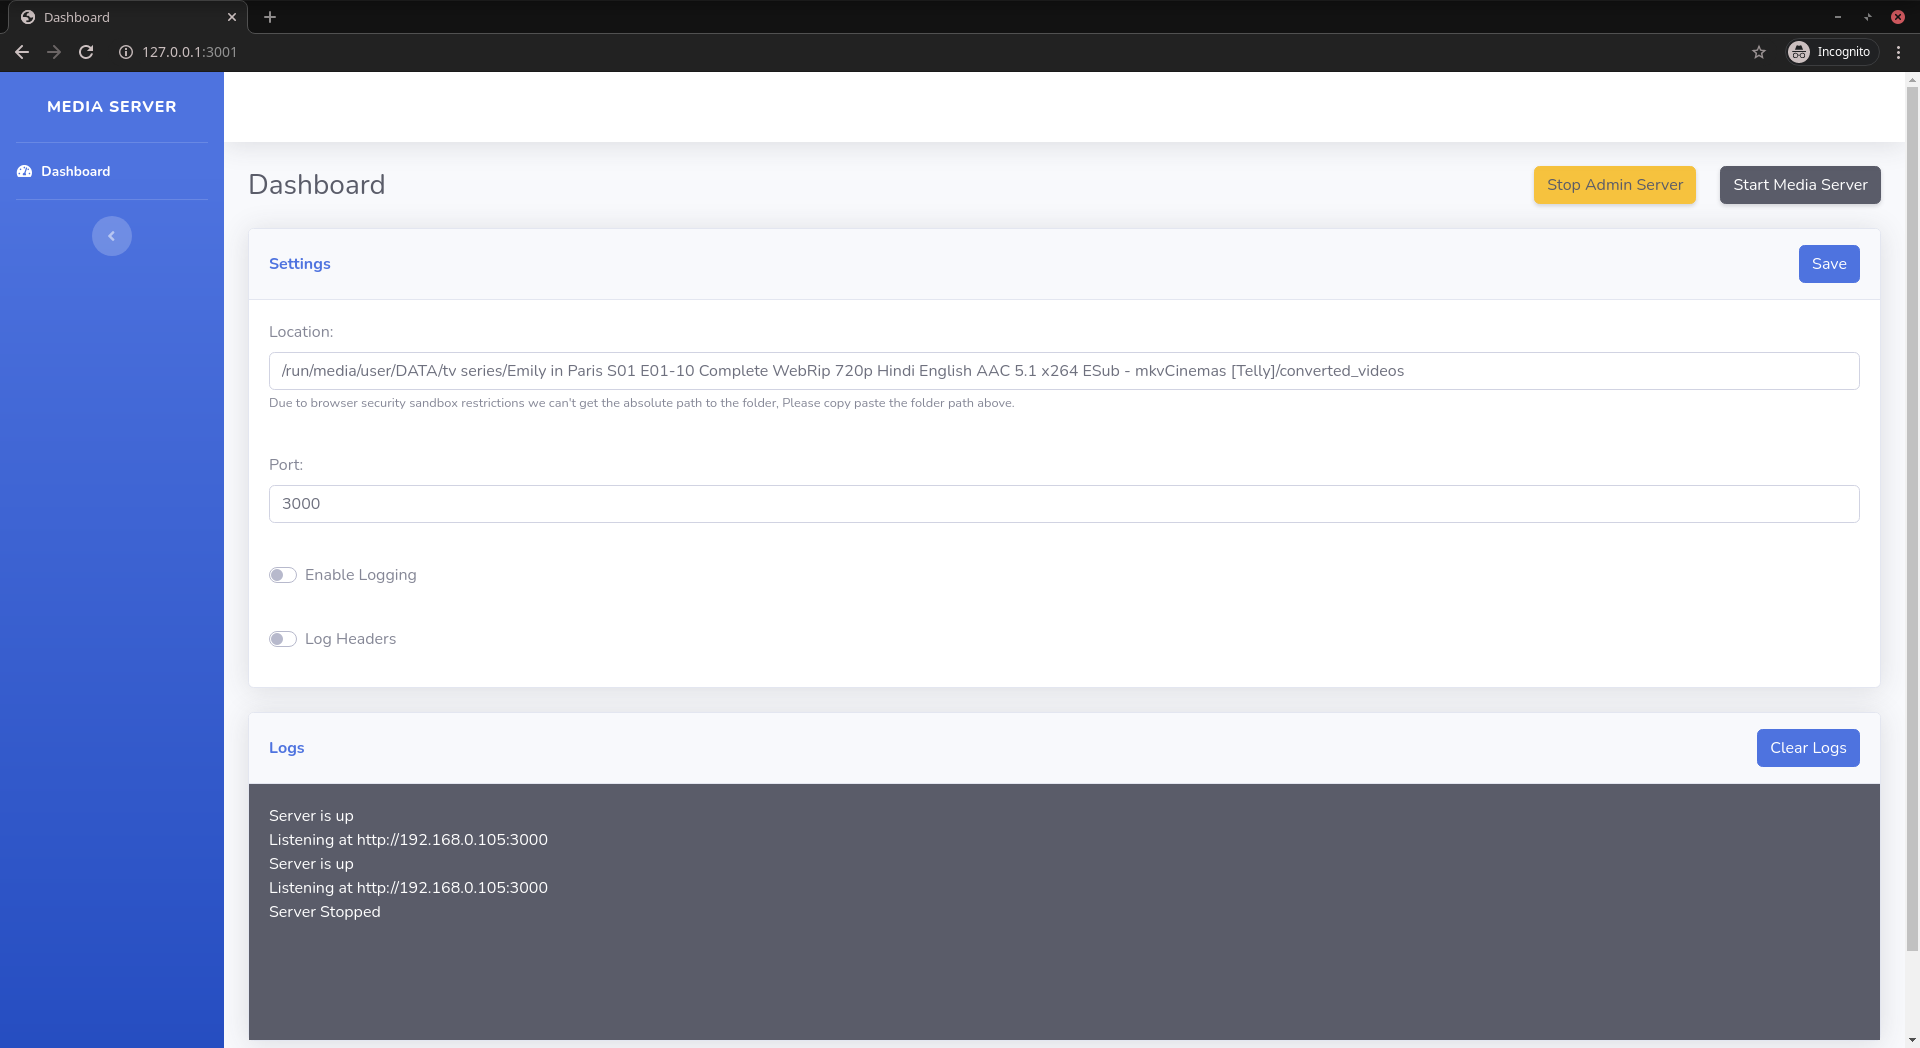 Dashboard
127.0.0.1:3001
Incognito
MEDIA SERVER
Dashboard
Dashboard
Stop Admin Server
Start Media Server
Settings
Save
Location:
/run/media/user/DATA/tv series/Emily in Paris S01 E01-10 Complete WebRip 720p Hindi English AAC 5.1 x264 ESub - mkvCinemas [Telly]/converted_videos
Due to browser security sandbox restrictions we can't get the absolute path to the folder, Please copy paste the folder path above.
Port:
3000
Enable Logging
Log Headers
Logs
Clear Logs
Server is up
Listening at http://192.168.0.105:3000
Server is up
Listening at http://192.168.0.105:3000
Server Stopped